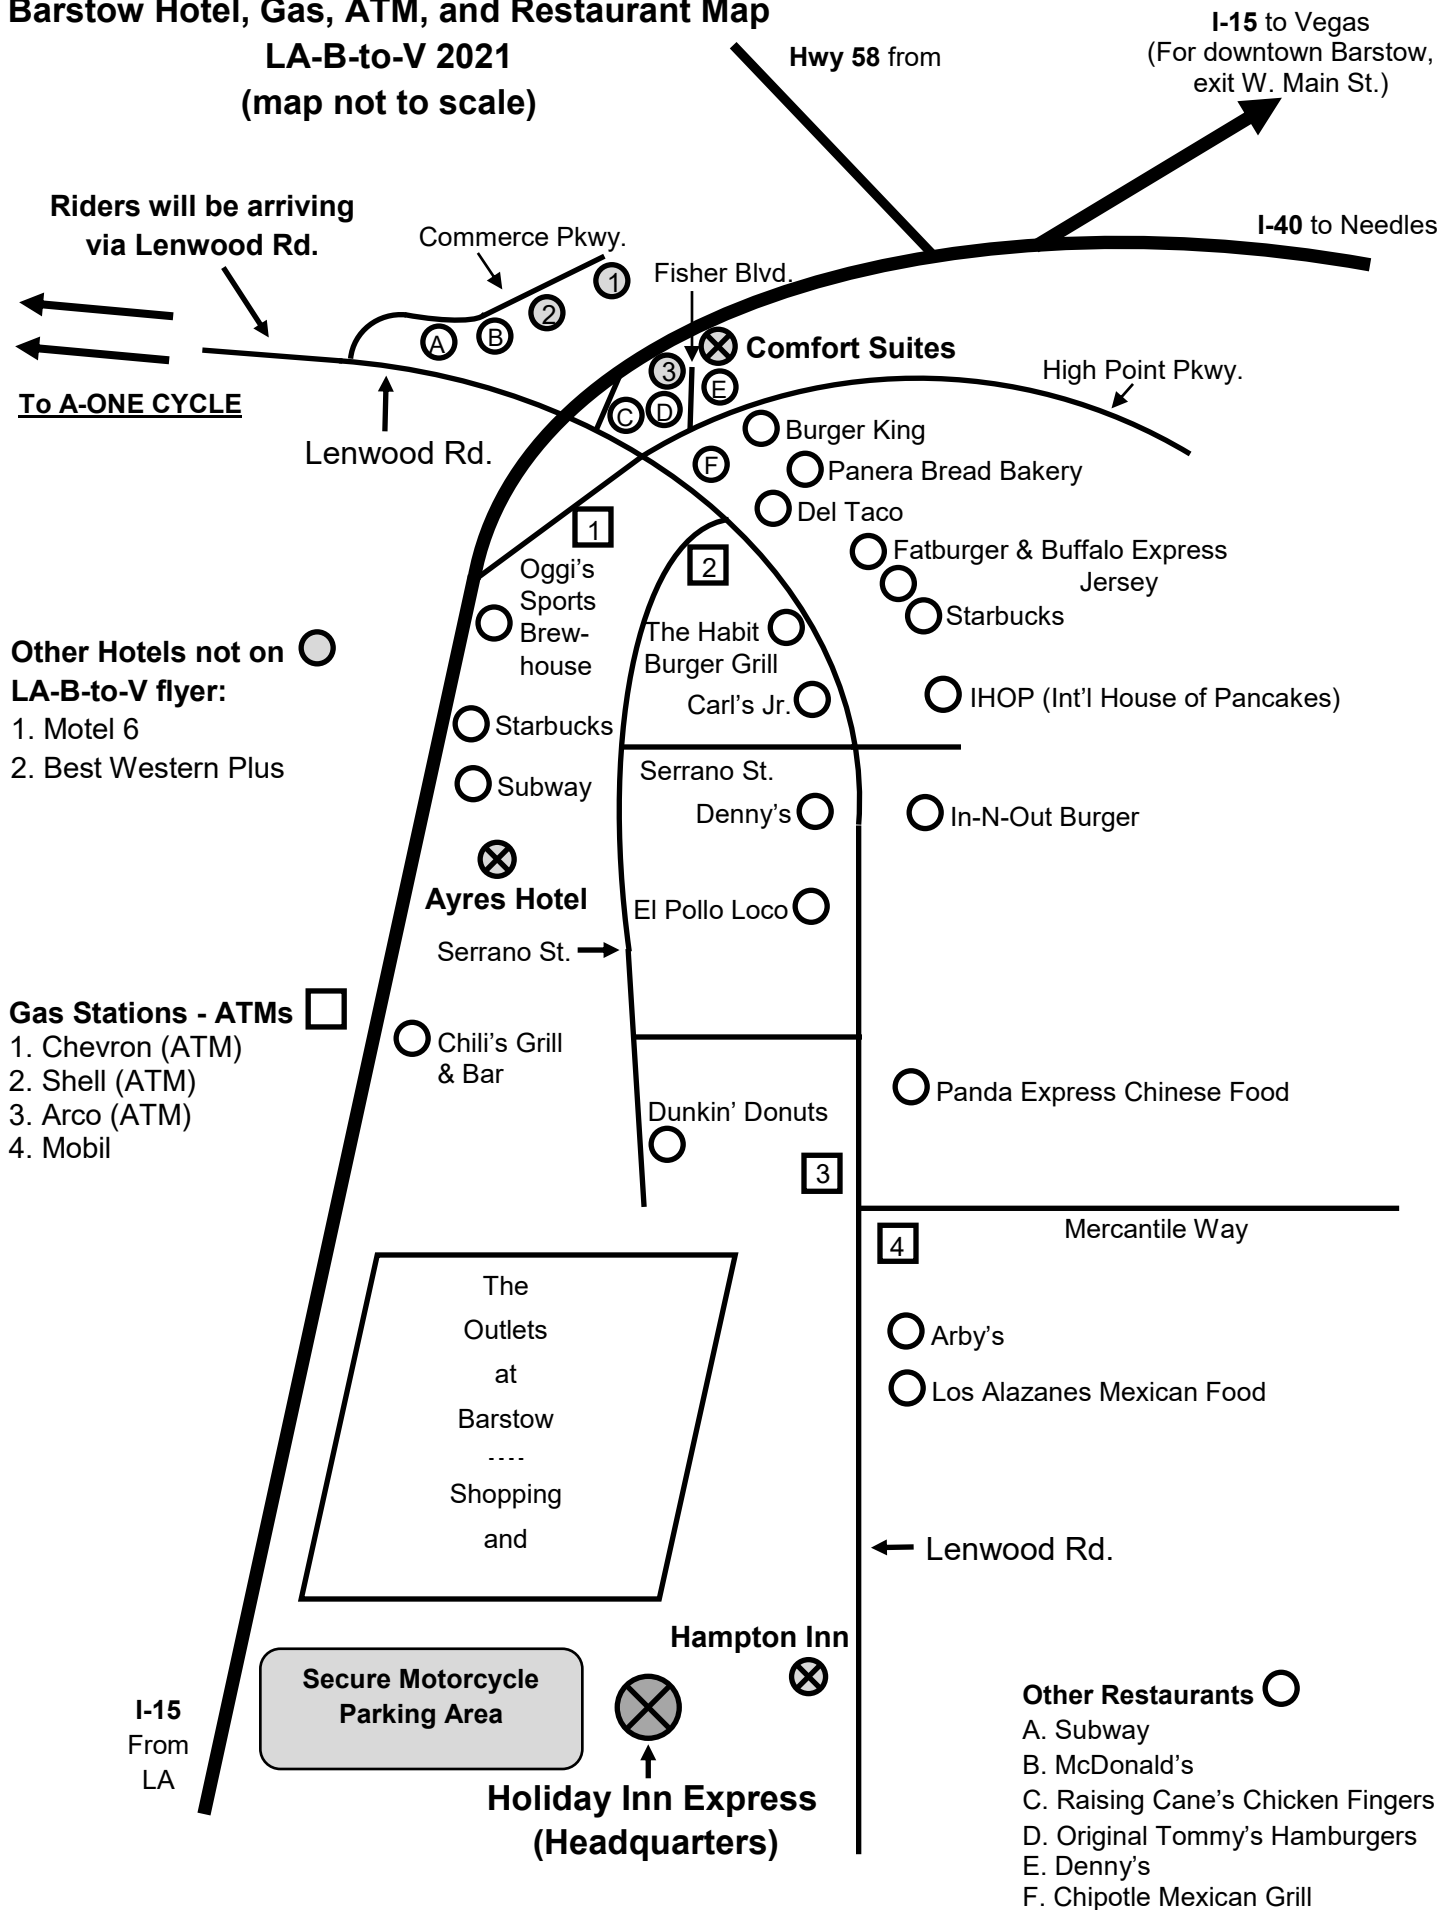 Barstow Hotel, Gas, ATM, and Restaurant Map
LA-B-to-V 2021
(map not to scale)
Hwy 58 from
I-15 to Vegas
(For downtown Barstow,
exit W. Main St.)
I-40 to Needles
Riders will be arriving
via Lenwood Rd.
Commerce Pkwy.
Fisher Blvd.
1
2
A
B
3
Comfort Suites
E
C
D
High Point Pkwy.
To A-ONE CYCLE
Lenwood Rd.
Burger King
F
Panera Bread Bakery
Del Taco
1
2
Fatburger & Buffalo Express
Jersey
Starbucks
Oggi's
Sports
Brew-
house
The Habit
Burger Grill
Carl's Jr.
IHOP (Int'l House of Pancakes)
Other Hotels not on
LA-B-to-V flyer:
1. Motel 6
2. Best Western Plus
Starbucks
Subway
Serrano St.
Denny's
In-N-Out Burger
Ayres Hotel
El Pollo Loco
Serrano St.
Gas Stations - ATMs
1. Chevron (ATM)
2. Shell (ATM)
3. Arco (ATM)
4. Mobil
Chili's Grill
& Bar
Panda Express Chinese Food
Dunkin' Donuts
3
Mercantile Way
4
The
Outlets
at
Barstow
----
Shopping
and
Arby's
Los Alazanes Mexican Food
Lenwood Rd.
Hampton Inn
Secure Motorcycle
Parking Area
I-15
From
LA
Holiday Inn Express
(Headquarters)
Other Restaurants
A. Subway
B. McDonald's
C. Raising Cane's Chicken Fingers
D. Original Tommy's Hamburgers
E. Denny's
F. Chipotle Mexican Grill